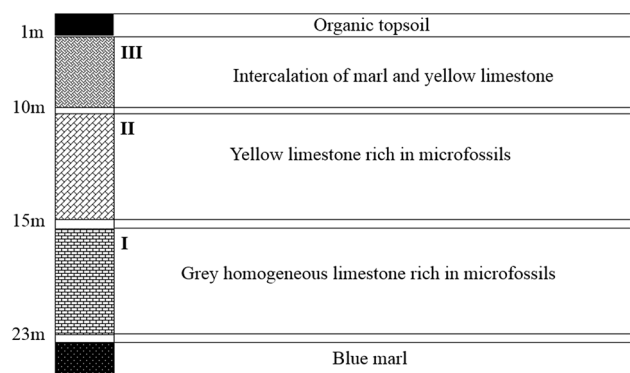 Organic topsoil
1m
III
Intercalation of marl and yellow limestone
10m
II
Yellow limestone rich in microfossils
15m
I
Grey homogeneous limestone rich in microfossils
23m
Blue marl